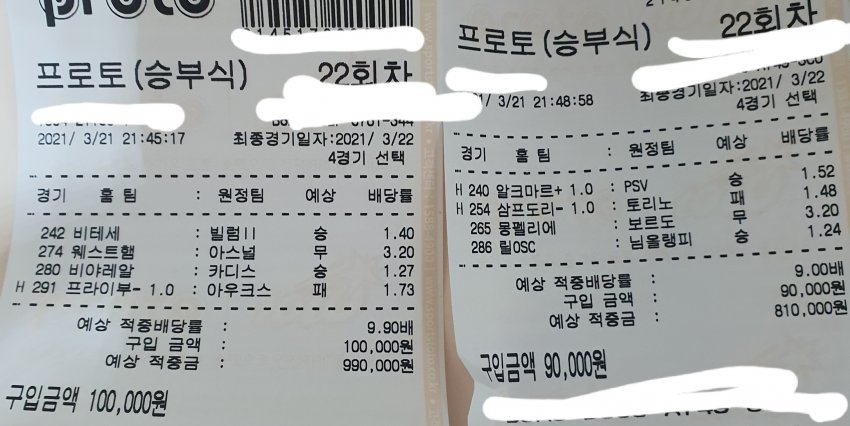 proto
프로토(승부식) 22회차
2021/ 3/21 21:45:17 최종경기일자:2021/ 3/22
4경기 선택
경기 홈 팀 : 원정팀 예상 배당률
242 비테세 : 빌럼II 승 1.40
274 웨스트햄 : 아스널 무 3.20
280 비야레알 : 카디스 승 1.27
H 291 프라이부- 1.0 : 아우크스 패 1.73
예상 적중배당률 : 9.90배
구입 금액 : 100,000원
예상 적중금 : 990,000원
구입금액 100,000원
프로토(승부식) 22회차
3/21 21:48:58 최종경기일자:2021/ 3/22
4경기 선택
경기 홈 팀 : 원정팀 예상 배당률
H 240 알크마르+ 1.0 : PSV 승 1.52
H 254 삼프도리- 1.0 : 토리노 패 1.48
265 몽펠리에 : 보르도 무 3.20
286 릴OSC : 님올랭피 승 1.24
예상 적중배당률 : 9.00배
구입 금액 : 90,000원
예상 적중금 : 810,000원
구입금액 90,000원